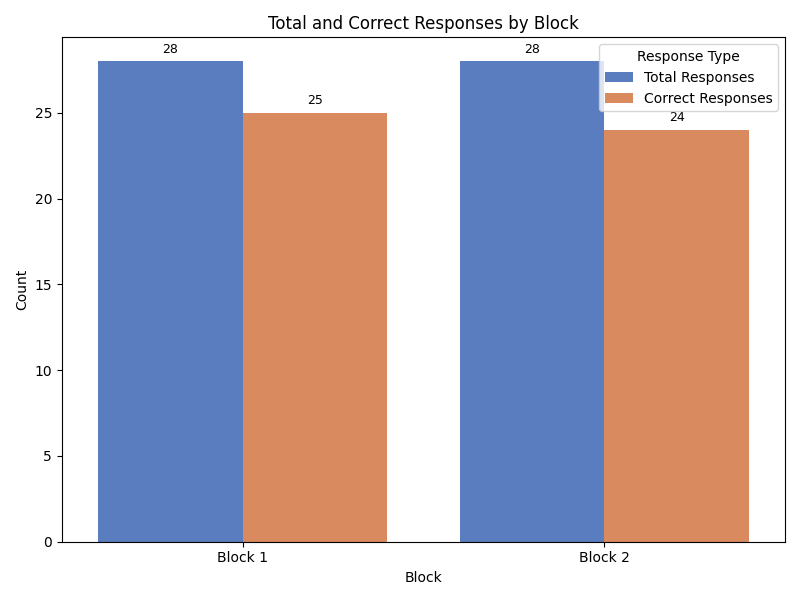 Total and Correct Responses by Block
28
28
Response Type
Total Responses
Correct Responses
25
24
25
20
15
10
5
0
Count
Block 1
Block 2
Block